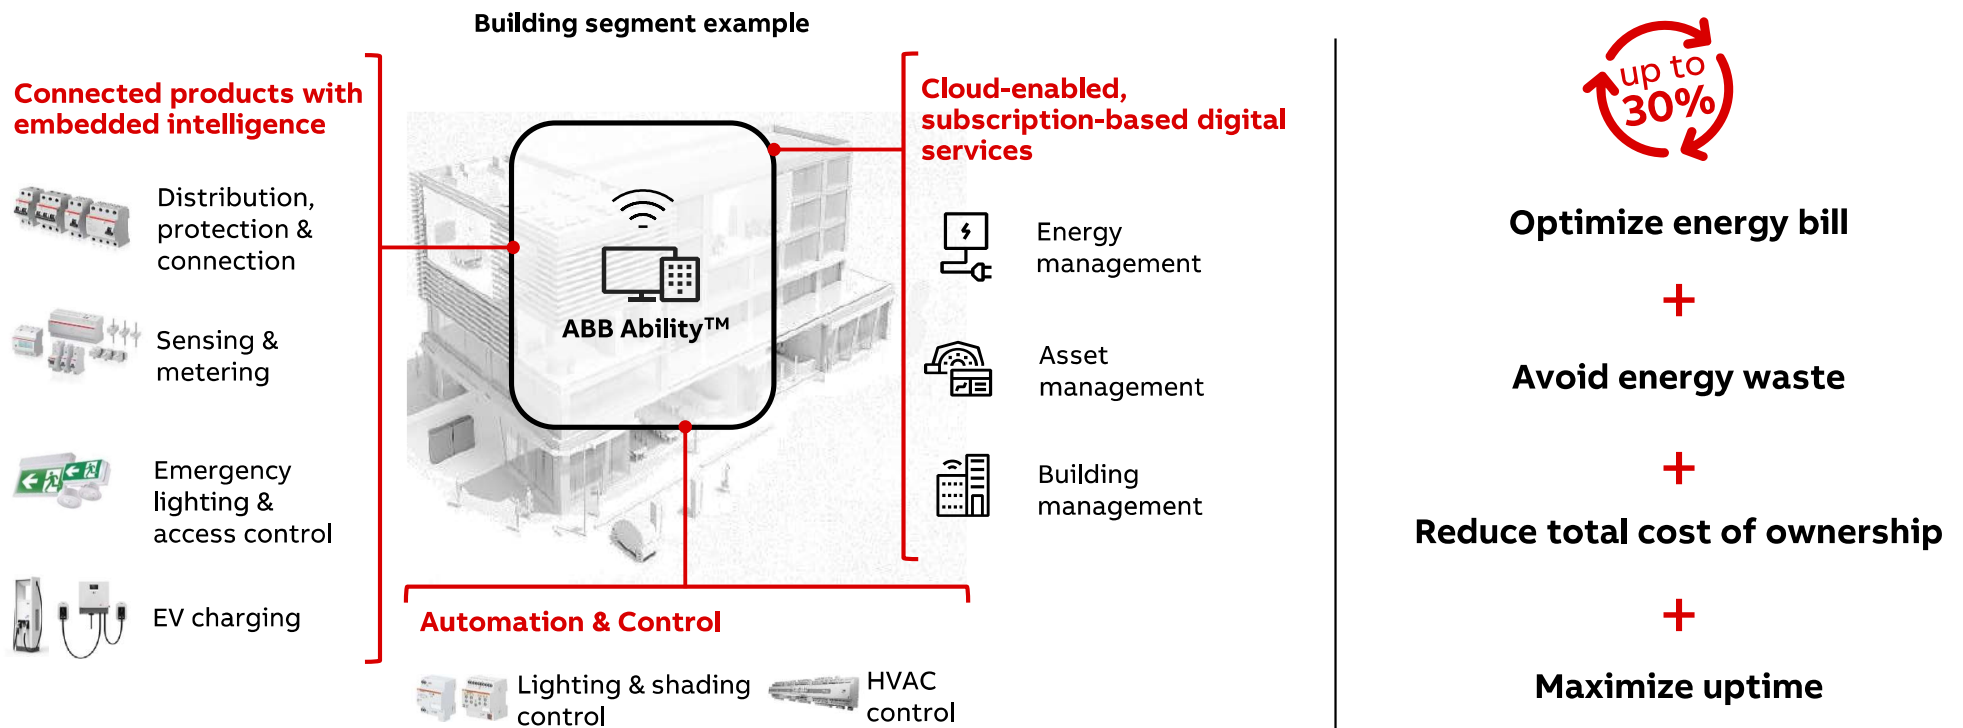 Building segment example
Connected products with
embedded intelligence
Distribution,
protection &
connection
Sensing &
metering
Emergency
lighting &
access control
EV charging
ABB Ability™
Cloud-enabled,
subscription-based digital
services
Energy
management
Asset
management
Building
management
Automation & Control
Lighting & shading
control
HVAC
control
up to
30%
Optimize energy bill
+
Avoid energy waste
+
Reduce total cost of ownership
+
Maximize uptime